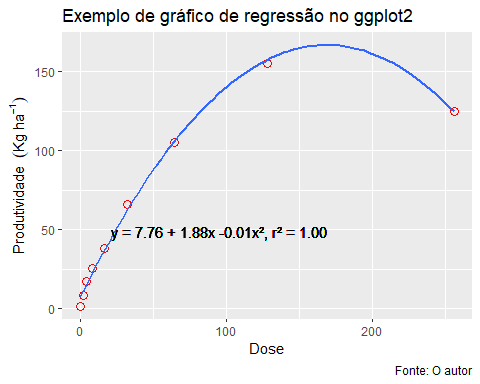 Exemplo de gráfico de regressão no ggplot2
Produtividade (Kg ha⁻¹)
150
100
50
0
y = 7.76 + 1.88x -0.01x², r² = 1.00
0 100 200
Dose
Fonte: O autor